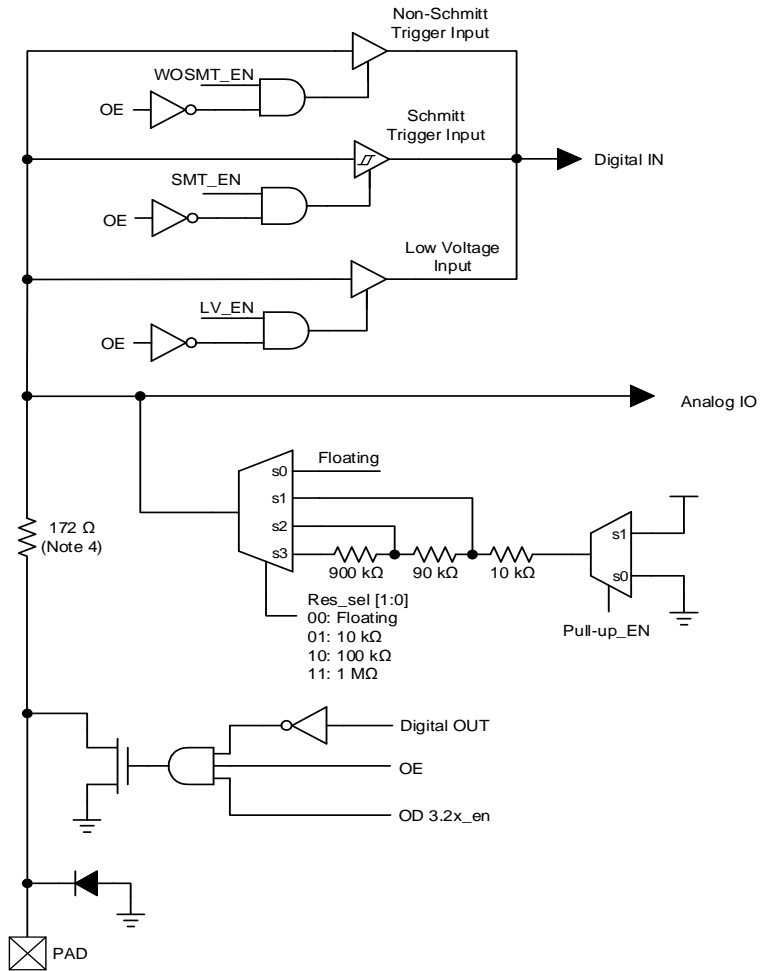 Non-Schmitt
Trigger Input
WOSMT_EN
OE
Schmitt
Trigger Input
Digital IN
SMT_EN
OE
Low Voltage
Input
LV_EN
OE
Analog IO
Floating
s0
s1
s2
s3
172 Ω
(Note 4)
900 kΩ
90 kΩ
10 kΩ
s1
s0
Res_sel [1:0]
00: Floating
01: 10 kΩ
10: 100 kΩ
11: 1 MΩ
Pull-up_EN
Digital OUT
OE
OD 3.2x_en
PAD